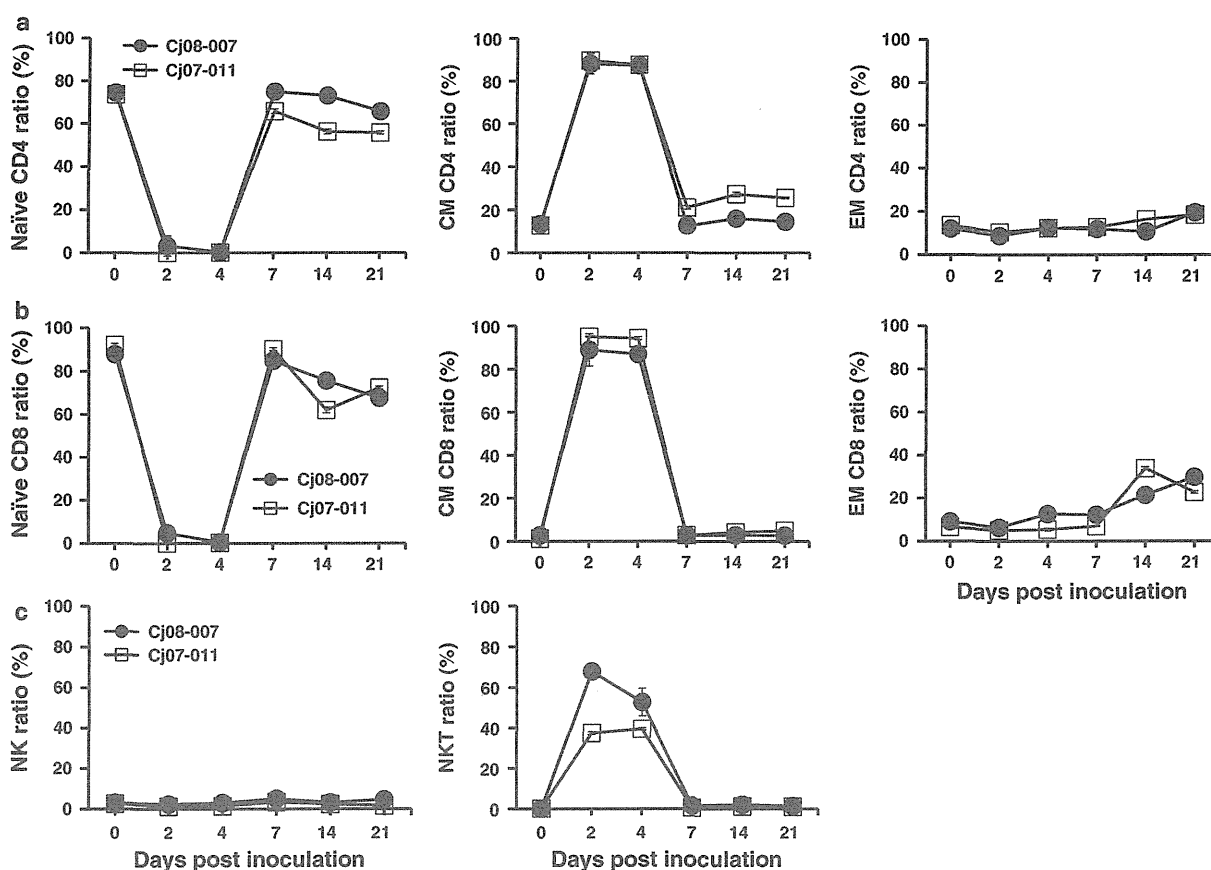 a
Naïve CD4 ratio (%)
100
80
60
40
20
0
Cj08-007
Cj07-011
0 2 4 7 14 21
CM CD4 ratio (%)
100
80
60
40
20
0
0 2 4 7 14 21
EM CD4 ratio (%)
100
80
60
40
20
0
0 2 4 7 14 21
b
Naïve CD8 ratio (%)
100
80
60
40
20
0
Cj08-007
Cj07-011
0 2 4 7 14 21
CM CD8 ratio (%)
100
80
60
40
20
0
0 2 4 7 14 21
EM CD8 ratio (%)
100
80
60
40
20
0
0 2 4 7 14 21
Days post inoculation
c
NK ratio (%)
100
80
60
40
20
0
Cj08-007
Cj07-011
0 2 4 7 14 21
Days post inoculation
NKT ratio (%)
100
80
60
40
20
0
0 2 4 7 14 21
Days post inoculation